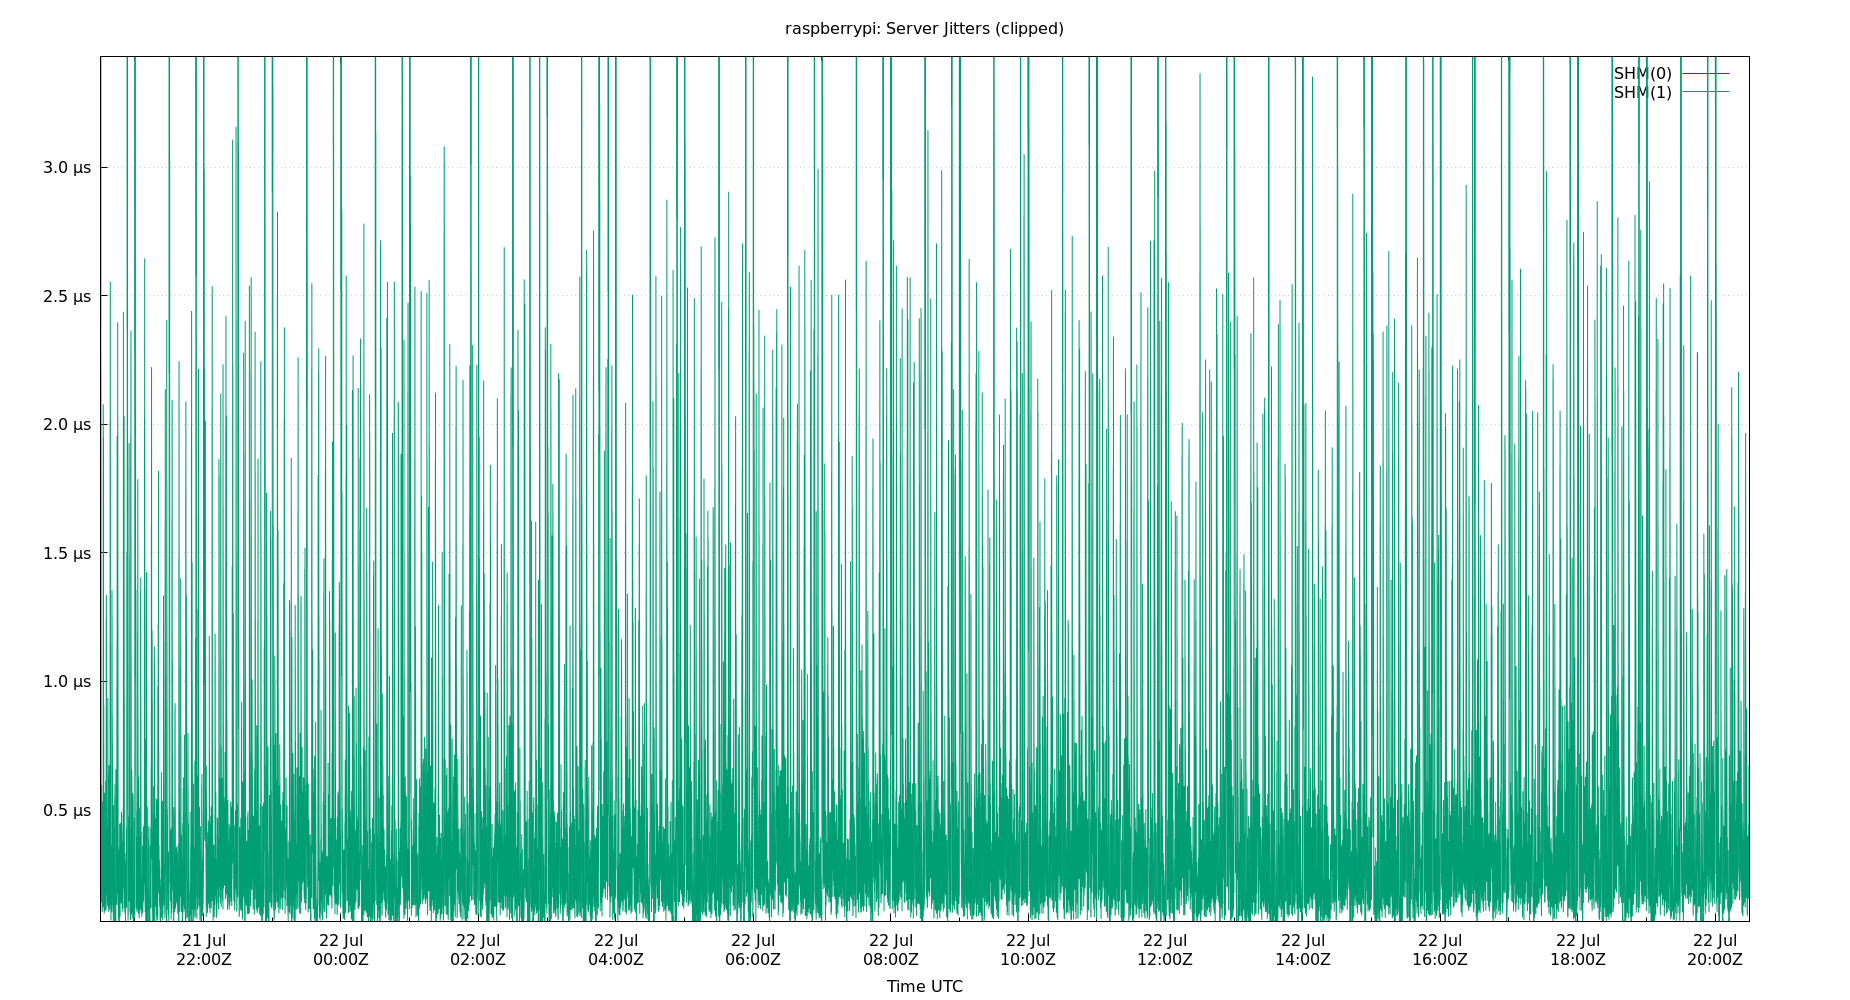 raspberrypi: Server Jitters (clipped)
SHM(0)
SHM(1)
3.0 µs
2.5 µs
2.0 µs
1.5 µs
1.0 µs
0.5 µs
21 Jul 22 Jul 22 Jul 22 Jul 22 Jul 22 Jul 22 Jul 22 Jul 22 Jul 22 Jul 22 Jul 22 Jul
22:00Z 00:00Z 02:00Z 04:00Z 06:00Z 08:00Z 10:00Z 12:00Z 14:00Z 16:00Z 18:00Z 20:00Z
Time UTC